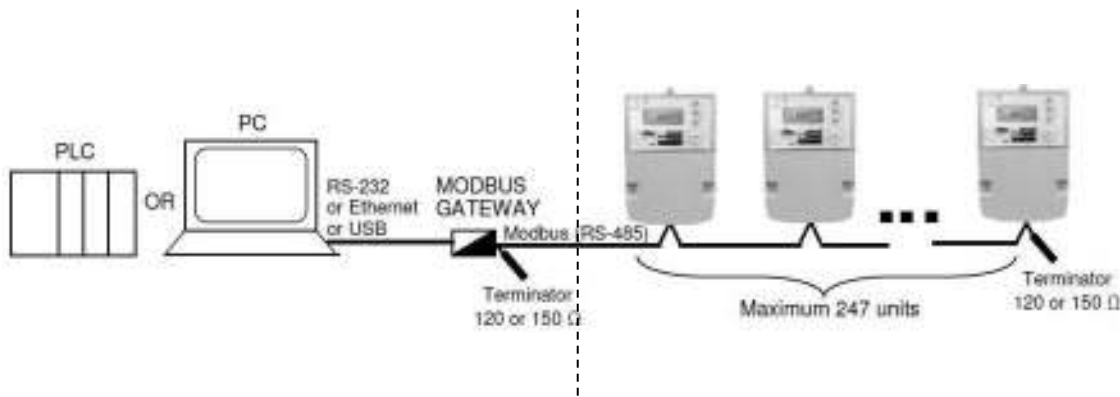 PC
PLC
OR
RS-232
or Ethernet
or USB
MODBUS
GATEWAY
Modbus (RS-485)
Terminator
120 or 150 Ω
Maximum 247 units
Terminator
120 or 150 Ω